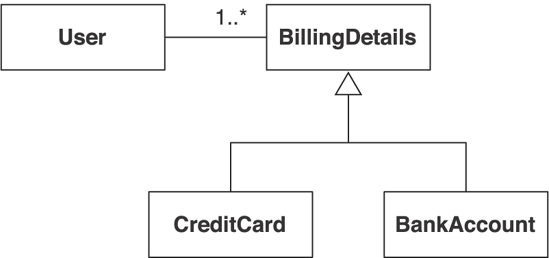 User
1..*
BillingDetails
CreditCard
BankAccount